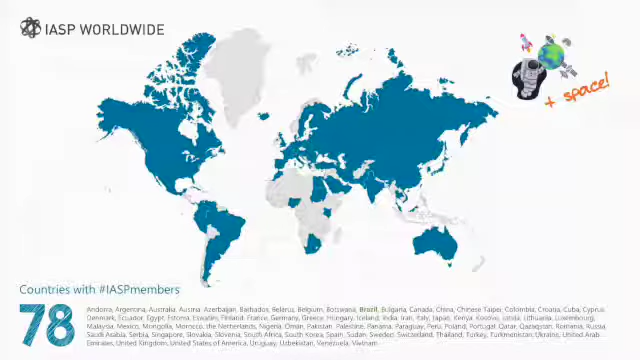 IASP WORLDWIDE
+ space!
Countries with #IASPmembers
78
Andorra, Argentina, Australia, Austria, Azerbaijan, Barbados, Belarus, Belgium, Botswana, Brazil, Bulgaria, Canada, China, Chinese Taipei, Colombia, Croatia, Cuba, Cyprus
Denmark, Ecuador, Egypt, Estonia, Eswatini, Finland, France, Germany, Greece, Hungary, Iceland, India, Iran, Italy, Japan, Kenya, Kosovo, Latvia, Lithuania, Luxembourg,
Malaysia, Mexico, Mongolia, Morocco, the Netherlands, Nigeria, Oman, Pakistan, Palestine, Panama, Paraguay, Peru, Poland, Portugal, Qatar, Qazaqstan, Romania, Russia
Saudi Arabia, Serbia, Singapore, Slovakia, Slovenia, South Africa, South Korea, Spain, Sudan, Sweden, Switzerland, Thailand, Turkey, Turkmenistan, Ukraine, United Arab
Emirates, United Kingdom, United States of America, Uruguay, Uzbekistan, Venezuela, Vietnam